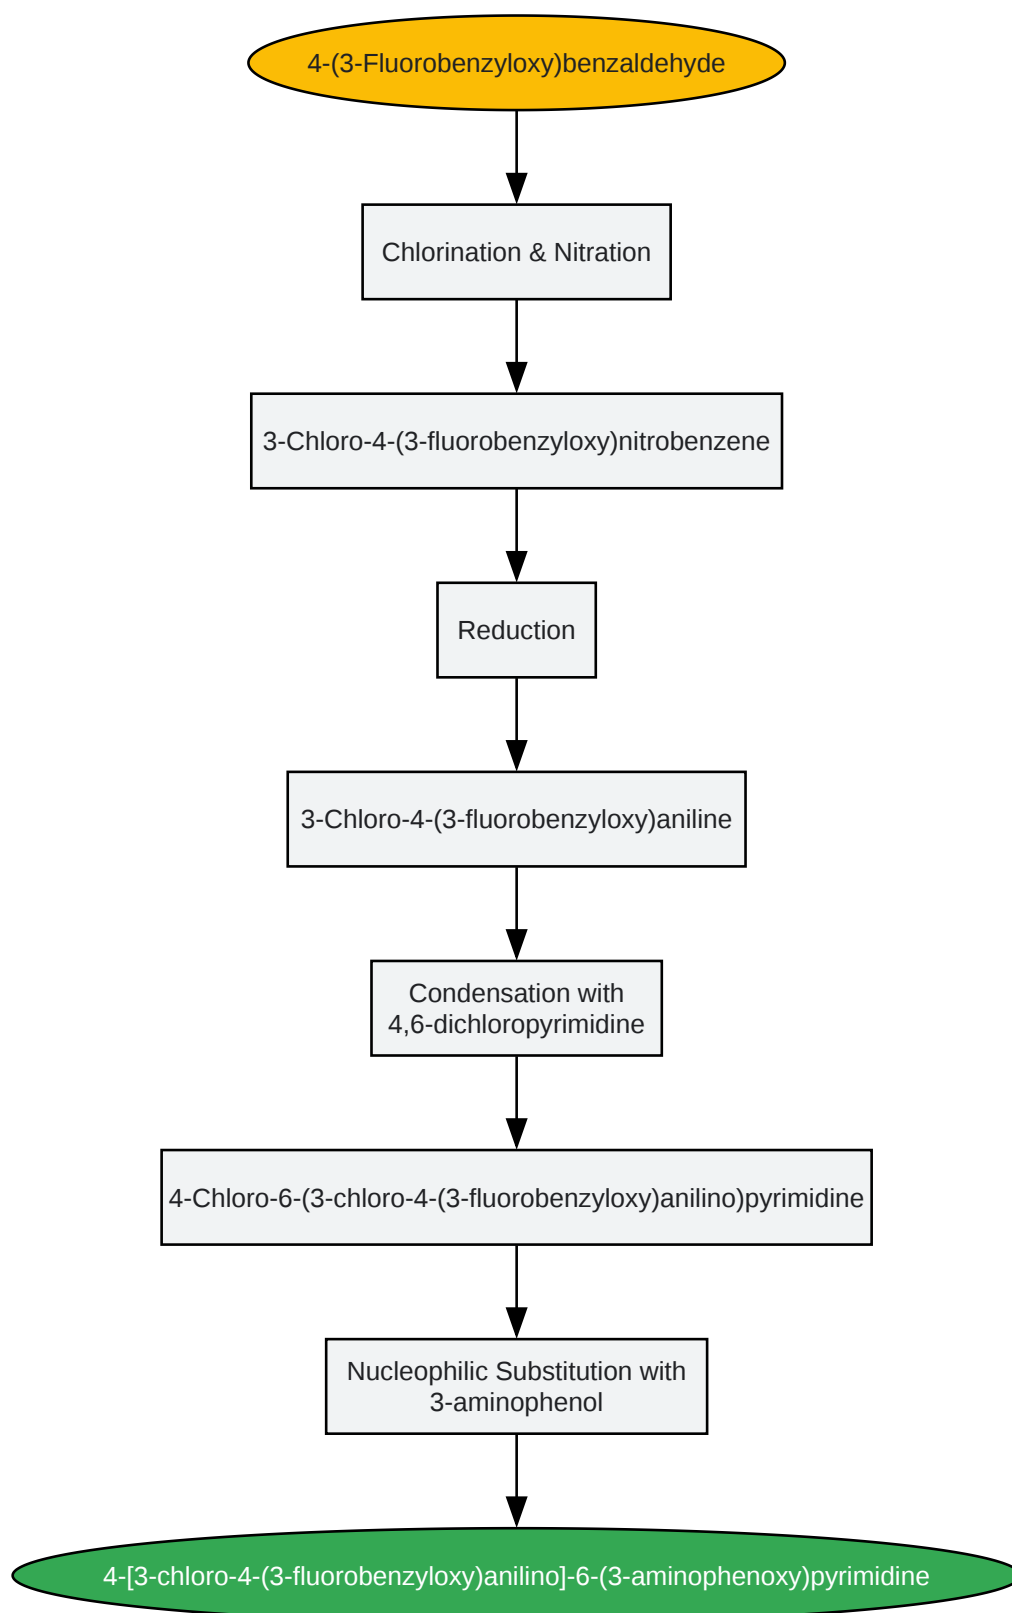 4-(3-Fluorobenzyloxy)benzaldehyde
Chlorination & Nitration
3-Chloro-4-(3-fluorobenzyloxy)nitrobenzene
Reduction
3-Chloro-4-(3-fluorobenzyloxy)aniline
Condensation with
4,6-dichloropyrimidine
4-Chloro-6-(3-chloro-4-(3-fluorobenzyloxy)anilino)pyrimidine
Nucleophilic Substitution with
3-aminophenol
4-[3-chloro-4-(3-fluorobenzyloxy)anilino]-6-(3-aminophenoxy)pyrimidine